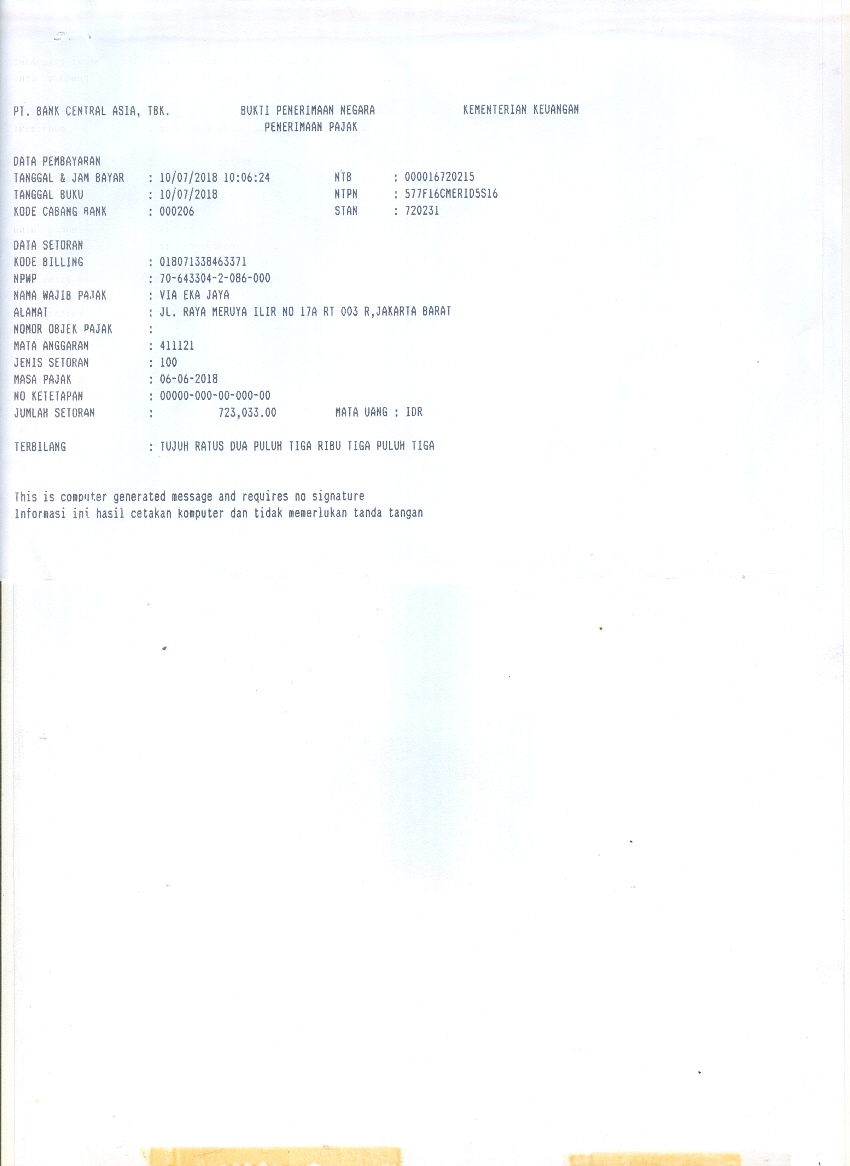 PT. BANK CENTRAL ASIA, TBK. BUKTI PENERIMAAN NEGARA KEMENTERIAN KEUANGAN
PENERIMAAN PAJAK
DATA PEMBAYARAN
TANGGAL & JAM BAYAR : 10/07/2018 10:06:24 NTB : 000016720215
TANGGAL BUKU : 10/07/2018 NTPN : 577F16CMERID5S16
KODE CABANG BANK : 000206 STAN : 720231
DATA SETORAN
KODE BILLING : 018071338463371
NPWP : 70-643304-2-086-000
NAMA WAJIB PAJAK : VIA EKA JAYA
ALAMAT : JL. RAYA MERUYA ILIR NO 17A RT 003 R,JAKARTA BARAT
NOMOR OBJEK PAJAK :
MATA ANGGARAN : 411121
JENIS SETORAN : 100
MASA PAJAK : 06-06-2018
NO KETETAPAN : 00000-000-00-000-00
JUMLAH SETORAN : 723,033.00 MATA UANG : IDR
TERBILANG : TUJUH RATUS DUA PULUH TIGA RIBU TIGA PULUH TIGA
This is computer generated message and requires no signature
Informasi ini hasil cetakan komputer dan tidak memerlukan tanda tangan